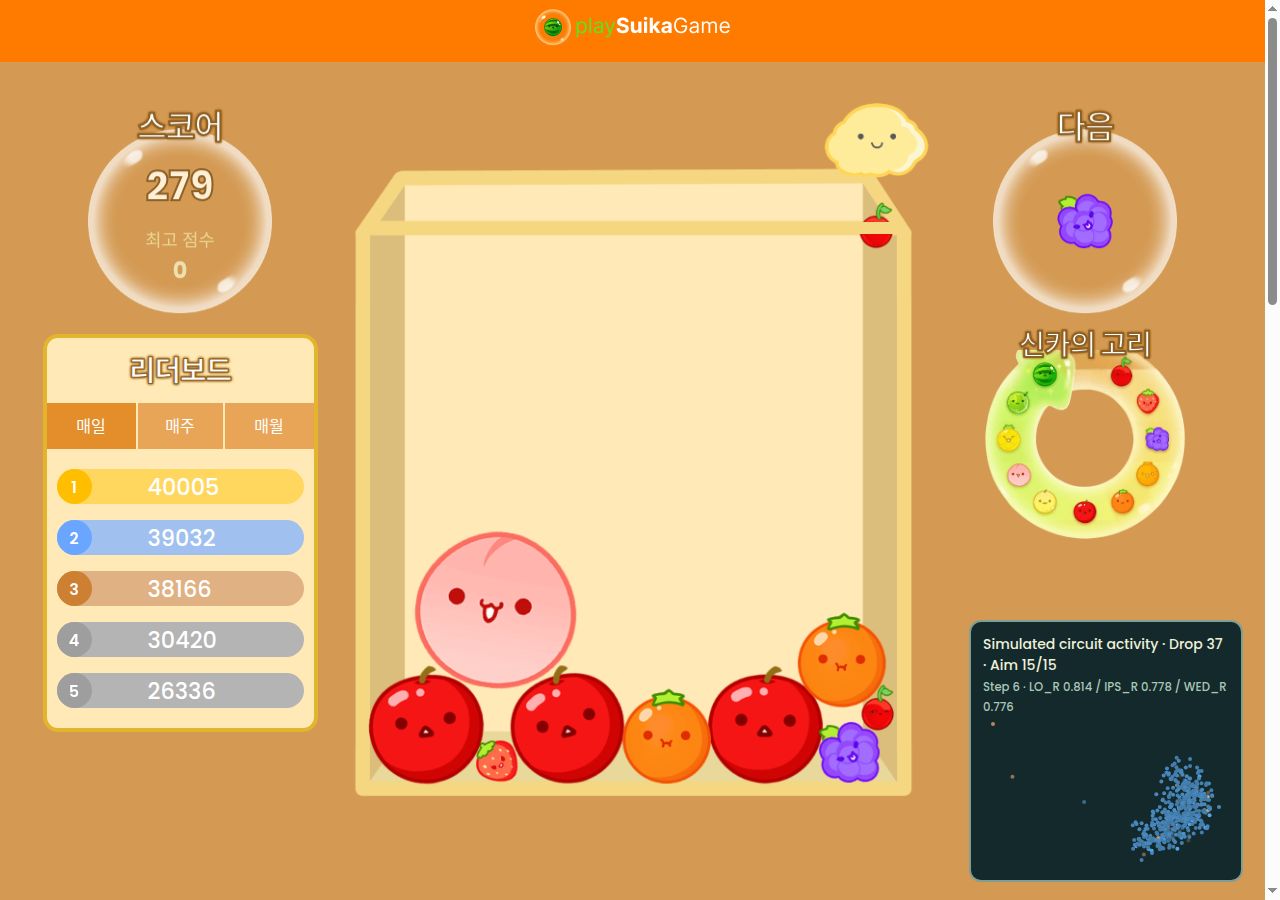 playSuikaGame
스코어
279
최고 점수
0
리더보드
매일 매주 매월
1 40005
2 39032
3 38166
4 30420
5 26336
다음
신카의 고리
Simulated circuit activity · Drop 37
· Aim 15/15
Step 6 · LO_R 0.814 / IPS_R 0.778 / WED_R
0.776